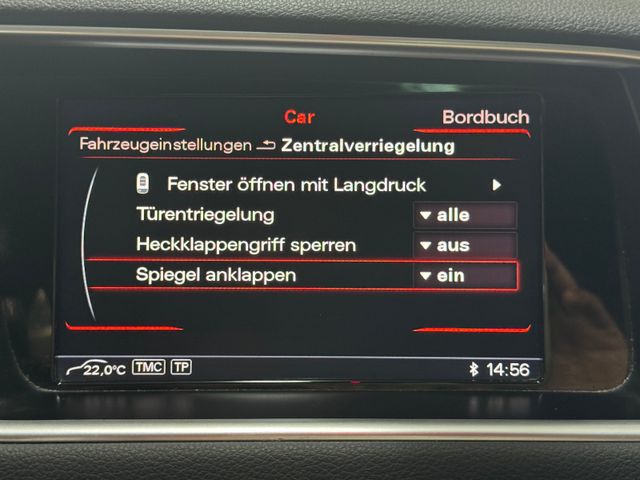 Car Bordbuch
Fahrzeugeinstellungen Zentralverriegelung
Fenster öffnen mit Langdruck
Türentriegelung alle
Heckklappengriff sperren aus
Spiegel anklappen ein
22,0°C TMC TP 14:56